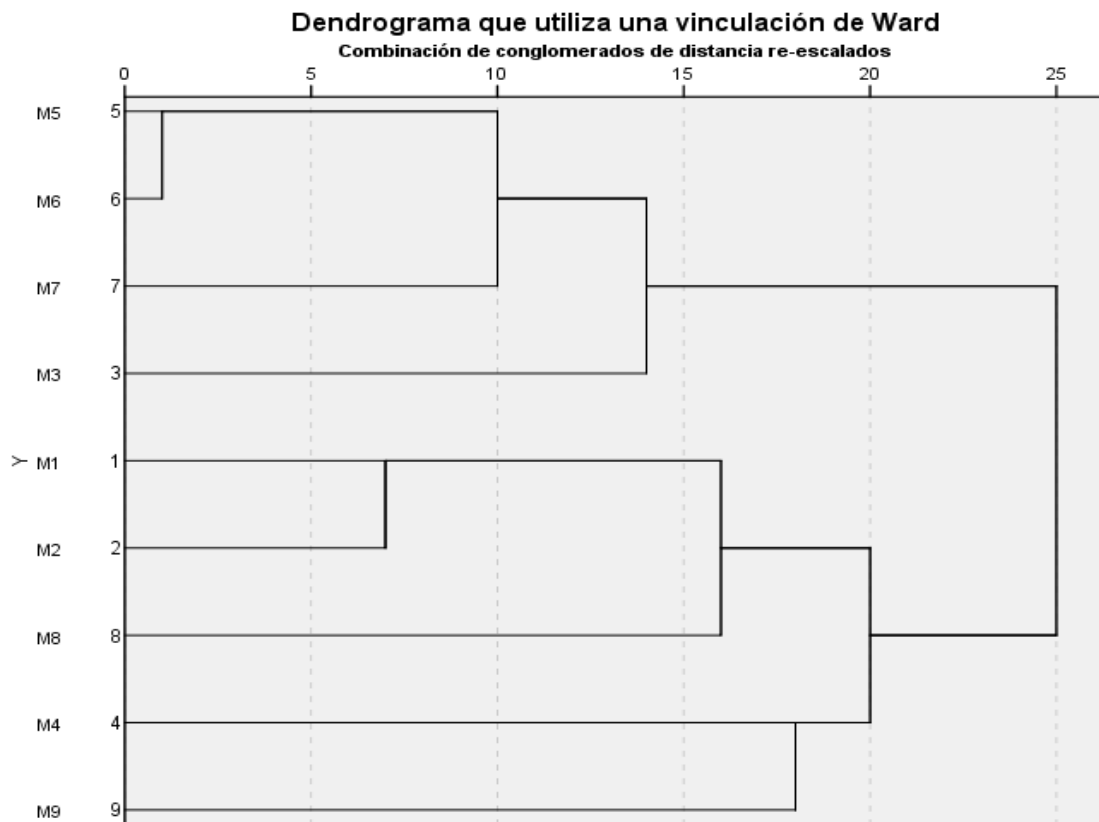 Dendrograma que utiliza una vinculación de Ward
Combinación de conglomerados de distancia re-escalados
0 5 10 15 20 25
M5 5
M6 6
M7 7
M3 3
Y M1 1
M2 2
M8 8
M4 4
M9 9